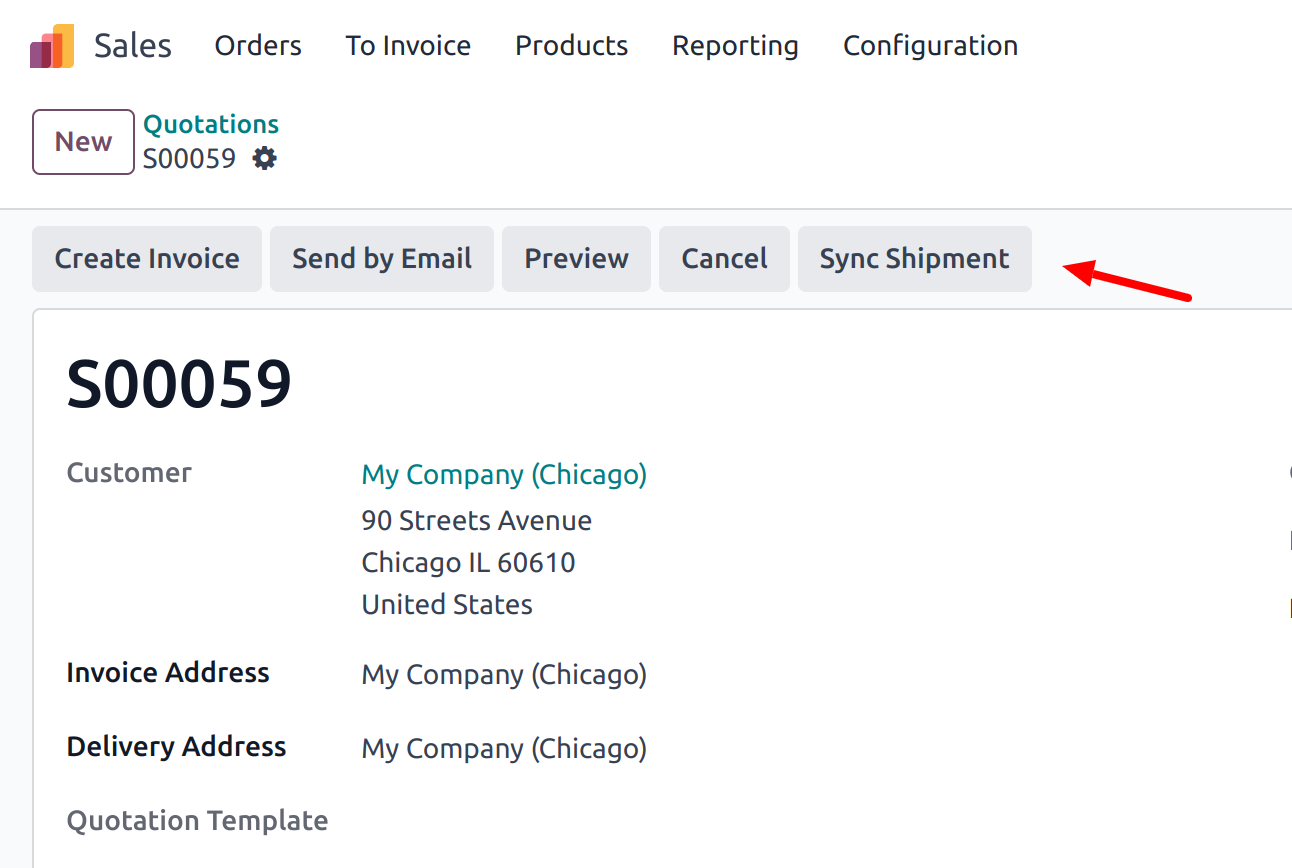 Sales Orders To Invoice Products Reporting Configuration
New
Quotations
S00059
Create Invoice Send by Email Preview Cancel Sync Shipment
S00059
Customer My Company (Chicago)
90 Streets Avenue
Chicago IL 60610
United States
Invoice Address My Company (Chicago)
Delivery Address My Company (Chicago)
Quotation Template